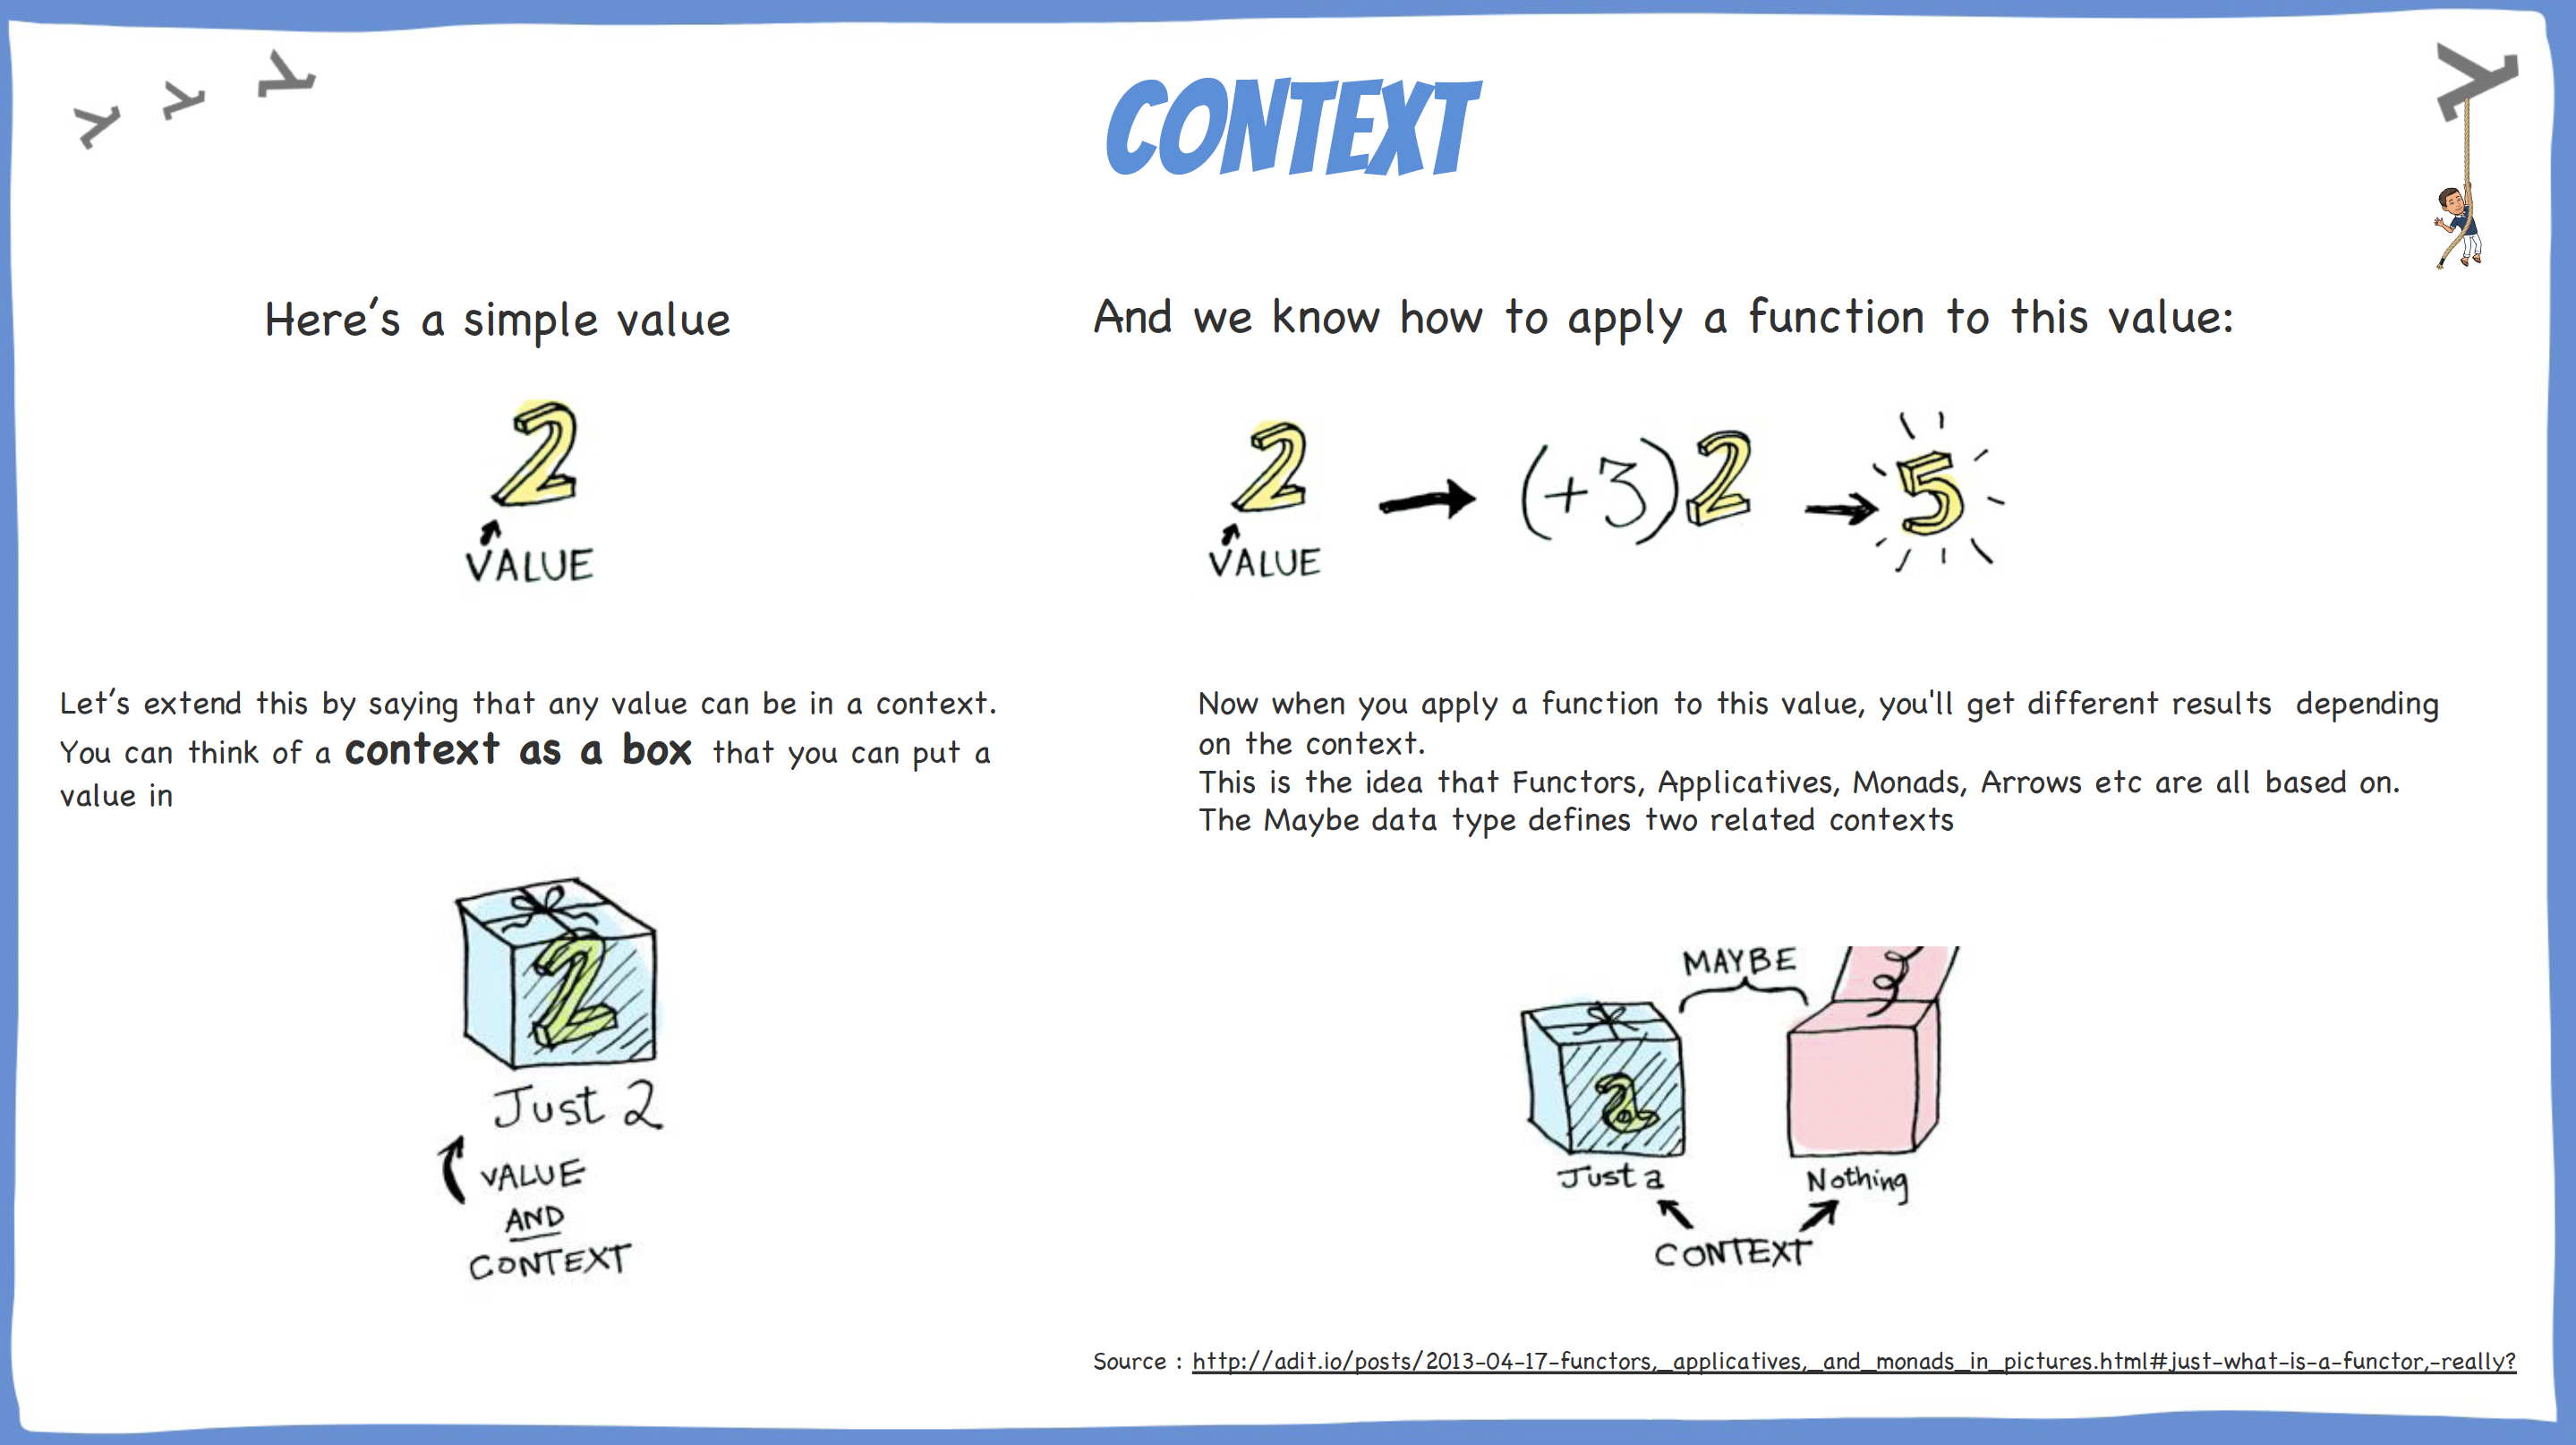 CONTEXT
Here's a simple value
And we know how to apply a function to this value:
2
VALUE
2 → (+3) 2 → 5
VALUE
Let's extend this by saying that any value can be in a context.
You can think of a context as a box that you can put a
value in
Now when you apply a function to this value, you'll get different results  depending
on the context.
This is the idea that Functors, Applicatives, Monads, Arrows etc are all based on.
The Maybe data type defines two related contexts
2
Just 2
VALUE
AND
CONTEXT
MAYBE
a
Just a
Nothing
CONTEXT
Source : http://adit.io/posts/2013-04-17-functors,_applicatives,_and_monads_in_pictures.html#just-what-is-a-functor,-really?